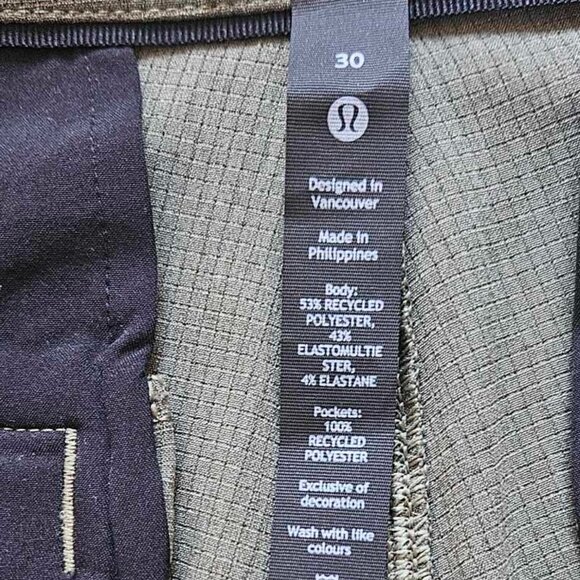 30
Designed in
Vancouver
Made in
Philippines
Body:
53% RECYCLED
POLYESTER,
43%
ELASTOMULTIE
STER,
4% ELASTANE
Pockets:
100%
RECYCLED
POLYESTER
Exclusive of
decoration
Wash with like
colours